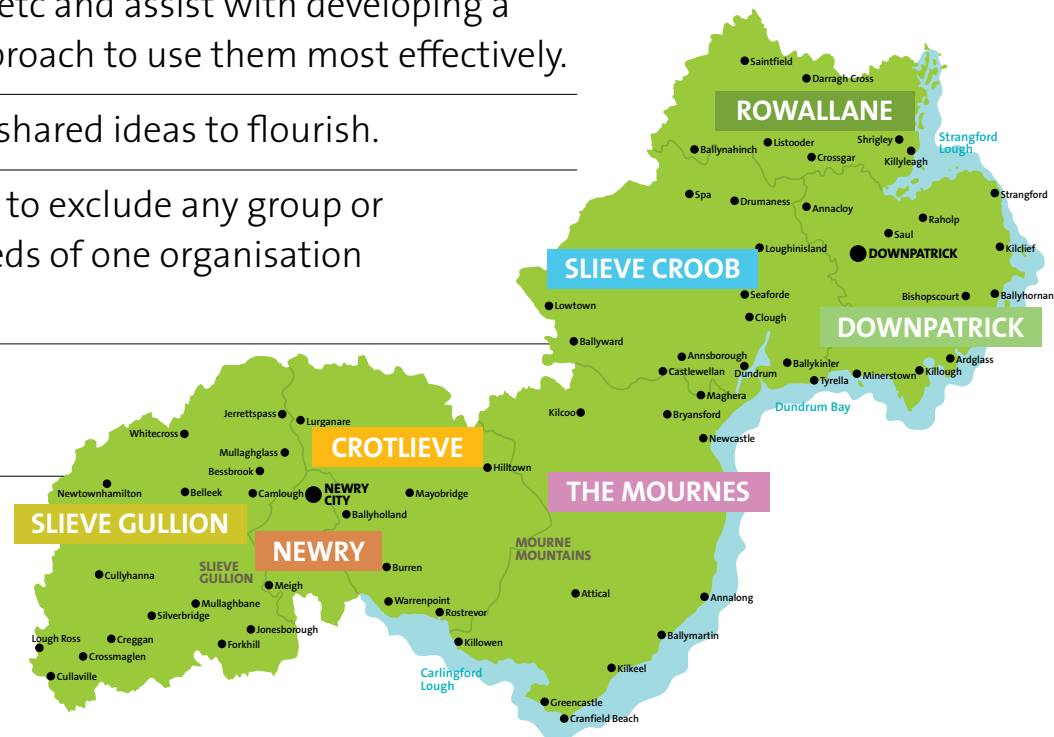 etc and assist with developing a
proach to use them most effectively.
shared ideas to flourish.
to exclude any group or
eds of one organisation
Saintfield
Darragh Cross
ROWALLANE
Strangford
Lough
Shrigley
Listooder
Ballynahinch
Crossgar
Killyleagh
Spa
Drumaness
Annacloy
Strangford
Raholp
Saul
Loughinisland
DOWNPATRICK
Kilclief
SLIEVE CROOB
Seaforde
Bishopscourt
Ballyhornan
Lowtown
Clough
DOWNPATRICK
Ballyward
Annsborough
Castlewellan
Dundrum
Ballykinler
Tyrella
Minerstown
Killough
Ardglass
Maghera
Dundrum Bay
Kilcoo
Bryansford
Newcastle
Jerrettspass
Lurganare
Whitecross
CROTLIEVE
Mullaghglass
Bessbrook
Hilltown
Newtownhamilton
Belleek
Camlough
NEWRY
CITY
Mayobridge
THE MOURNES
Ballyholland
SLIEVE GULLION
NEWRY
MOURNE
MOUNTAINS
SLIEVE
GULLION
Burren
Cullyhanna
Meigh
Attical
Annalong
Mullaghbane
Warrenpoint
Silverbridge
Rostrevor
Jonesborough
Lough Ross
Creggan
Forkhill
Killowen
Ballymartin
Crossmaglen
Cullaville
Carlingford
Lough
Kilkeel
Greencastle
Cranfield Beach